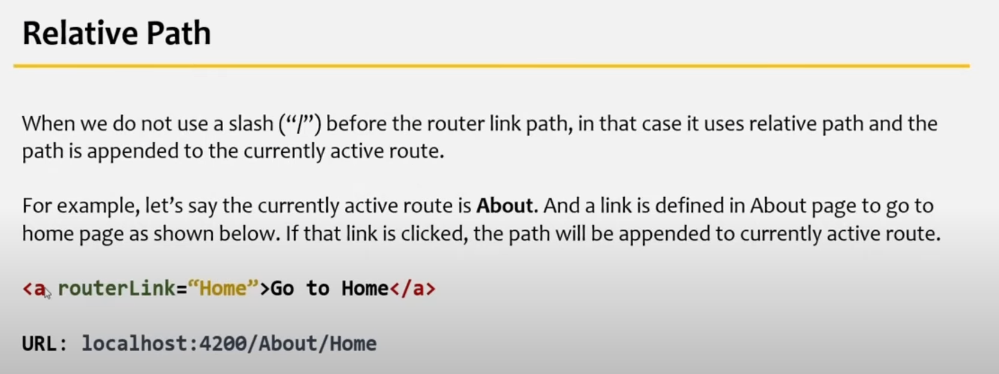 Relative Path
When we do not use a slash (“/”) before the router link path, in that case it uses relative path and the
path is appended to the currently active route.
For example, let’s say the currently active route is About. And a link is defined in About page to go to
home page as shown below. If that link is clicked, the path will be appended to currently active route.
<a routerLink=“Home”>Go to Home</a>
URL: localhost:4200/About/Home